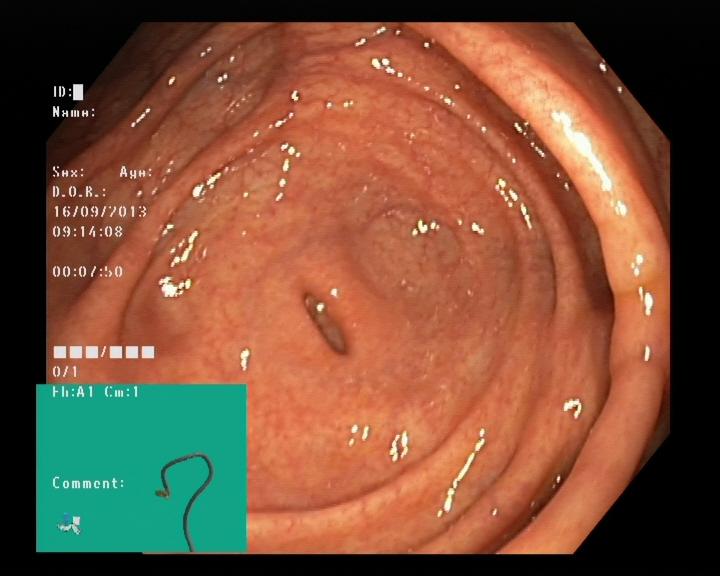 ID:
Name:
Sex: Age:
D.O.B.:
16/09/2013
09:14:08
00:07:50
/
0/1
Eh:A1 Cm:1
Comment: